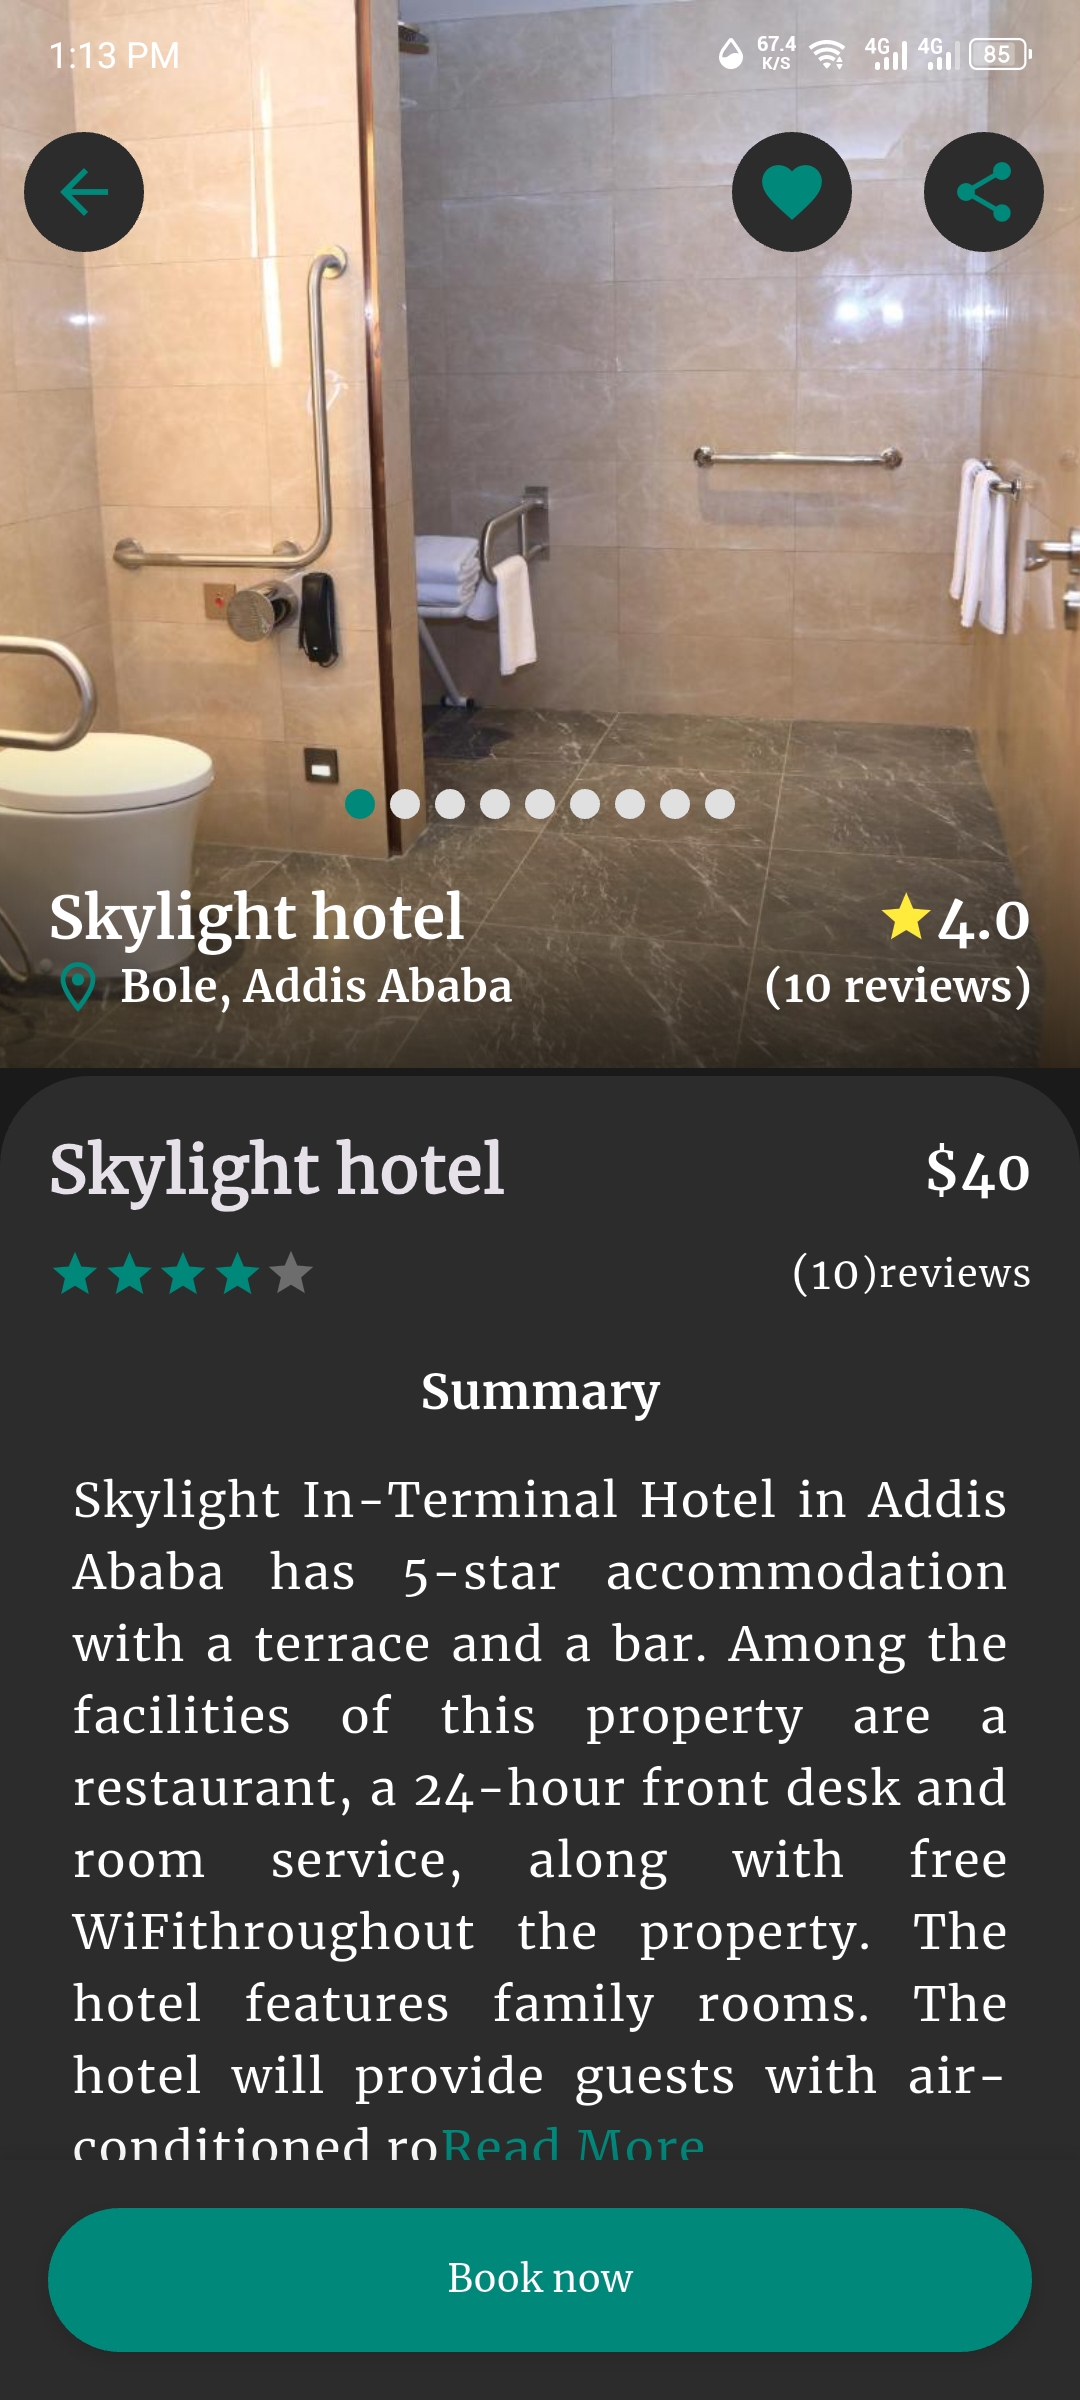 1:13 PM
67.4
K/S
4G
4G
85
Skylight hotel
4.0
Bole, Addis Ababa
(10 reviews)
Skylight hotel
$40
(10)reviews
Summary
Skylight In-Terminal Hotel in Addis
Ababa has 5-star accommodation
with a terrace and a bar. Among the
facilities of this property are a
restaurant, a 24-hour front desk and
room service, along with free
WiFithroughout the property. The
hotel features family rooms. The
hotel will provide guests with air-
conditioned roRead More
Book now